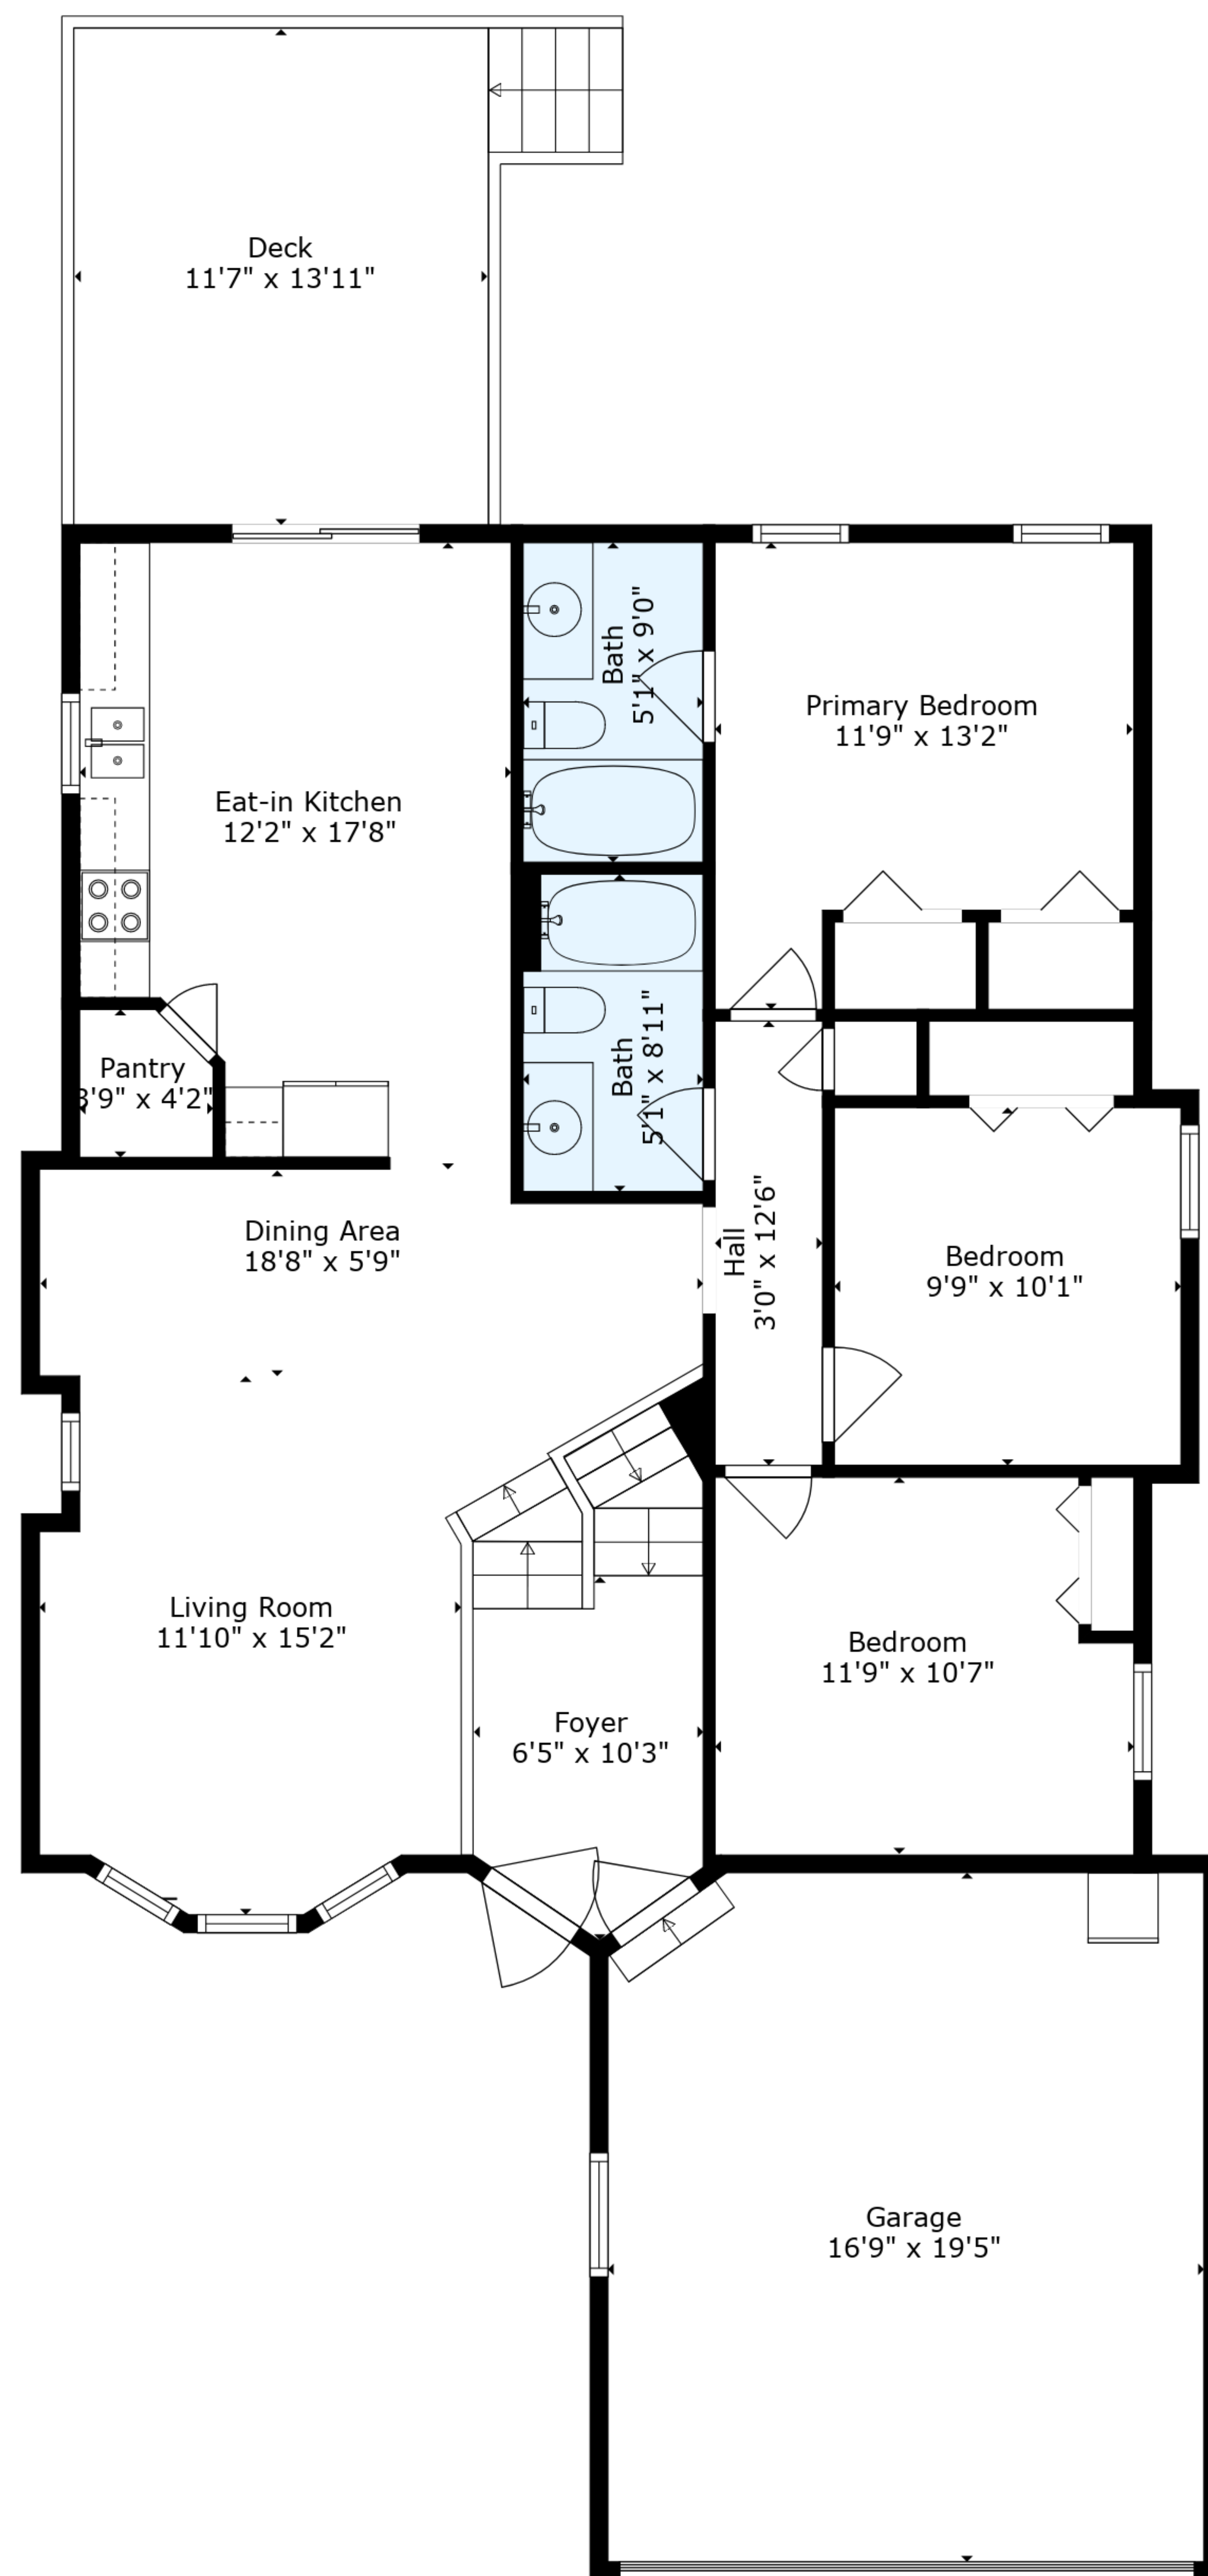 Deck
11'7" x 13'11"
Bath
5'1" x 9'0"
Primary Bedroom
11'9" x 13'2"
Eat-in Kitchen
12'2" x 17'8"
Pantry
3'9" x 4'2"
Bath
5'1" x 8'11"
Dining Area
18'8" x 5'9"
Hall
3'0" x 12'6"
Bedroom
9'9" x 10'1"
Living Room
11'10" x 15'2"
Bedroom
11'9" x 10'7"
Foyer
6'5" x 10'3"
Garage
16'9" x 19'5"